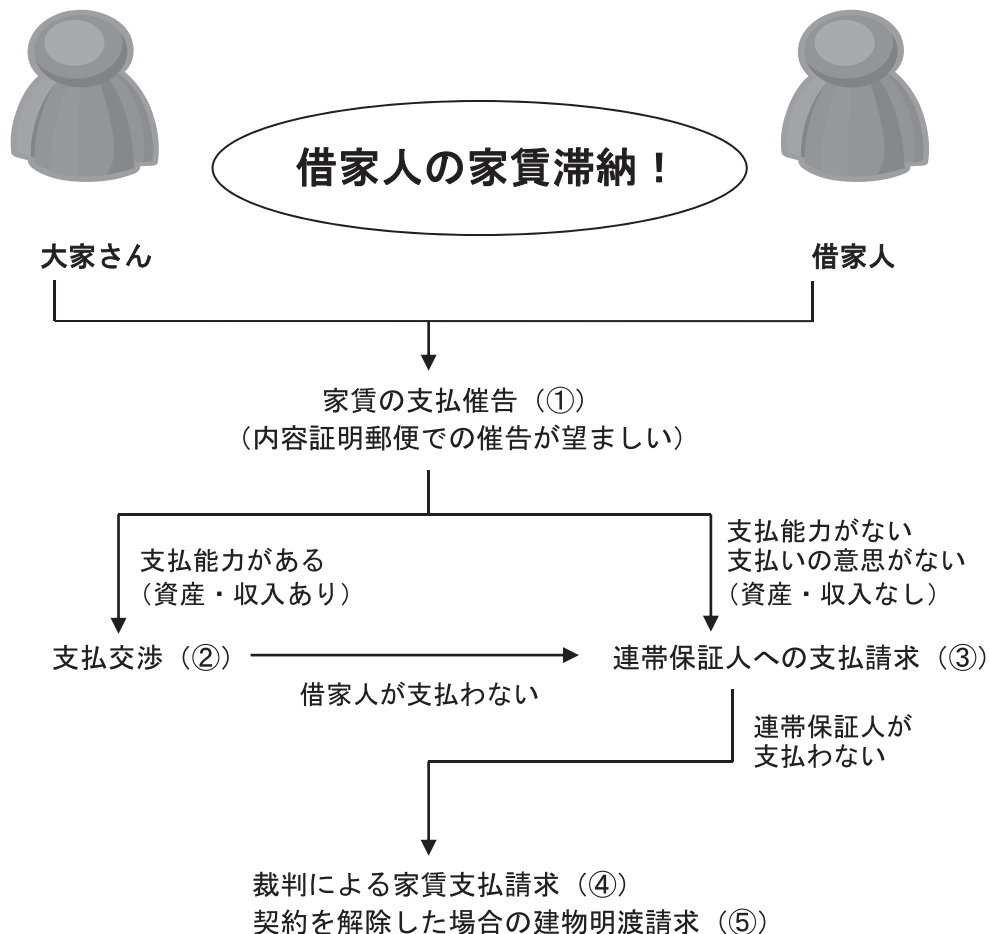 借家人の家賃滞納！
大家さん
借家人
家賃の支払催告（①）
（内容証明郵便での催告が望ましい）
支払能力がある
（資産・収入あり）
支払能力がない
支払いの意思がない
（資産・収入なし）
支払交渉（②）
連帯保証人への支払請求（③）
借家人が支払わない
連帯保証人が
支払わない
裁判による家賃支払請求（④）
契約を解除した場合の建物明渡請求（⑤）